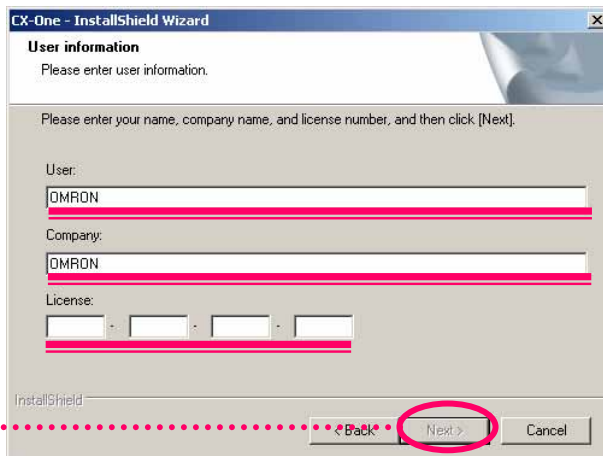 CX-One - InstallShield Wizard
User information
Please enter user information.
Please enter your name, company name, and license number, and then click [Next].
User:
OMRON
Company:
OMRON
License:
- - -
InstallShield
< Back Next > Cancel